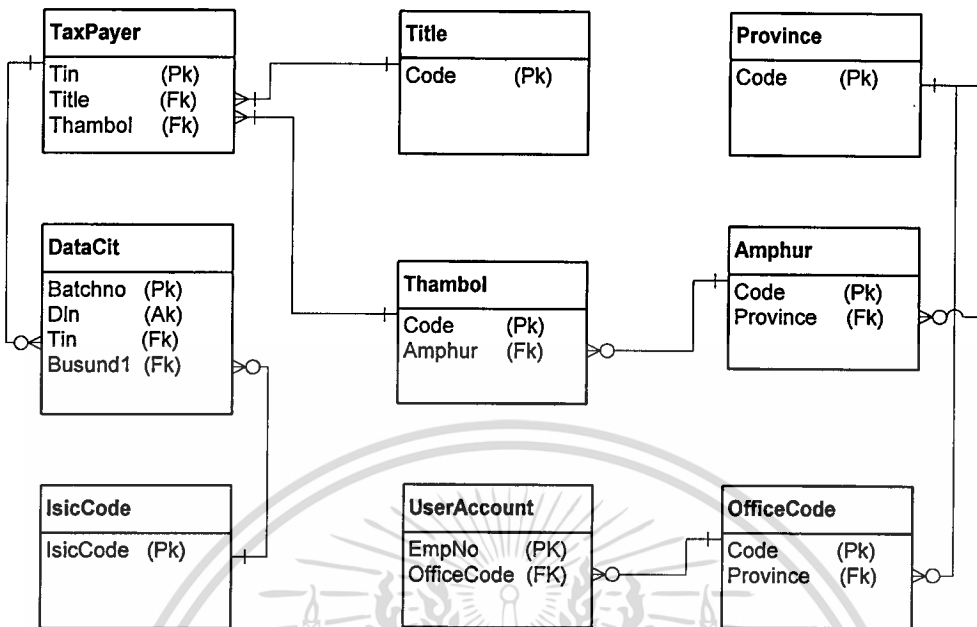 TaxPayer
Tin (Pk)
Title (Fk)
Thambol (Fk)
Title
Code (Pk)
Province
Code (Pk)
DataCit
Batchno (Pk)
Dln (Ak)
Tin (Fk)
Busund1 (Fk)
Thambol
Code (Pk)
Amphur (Fk)
Amphur
Code (Pk)
Province (Fk)
IsicCode
IsicCode (Pk)
UserAccount
EmpNo (PK)
OfficeCode (FK)
OfficeCode
Code (Pk)
Province (Fk)